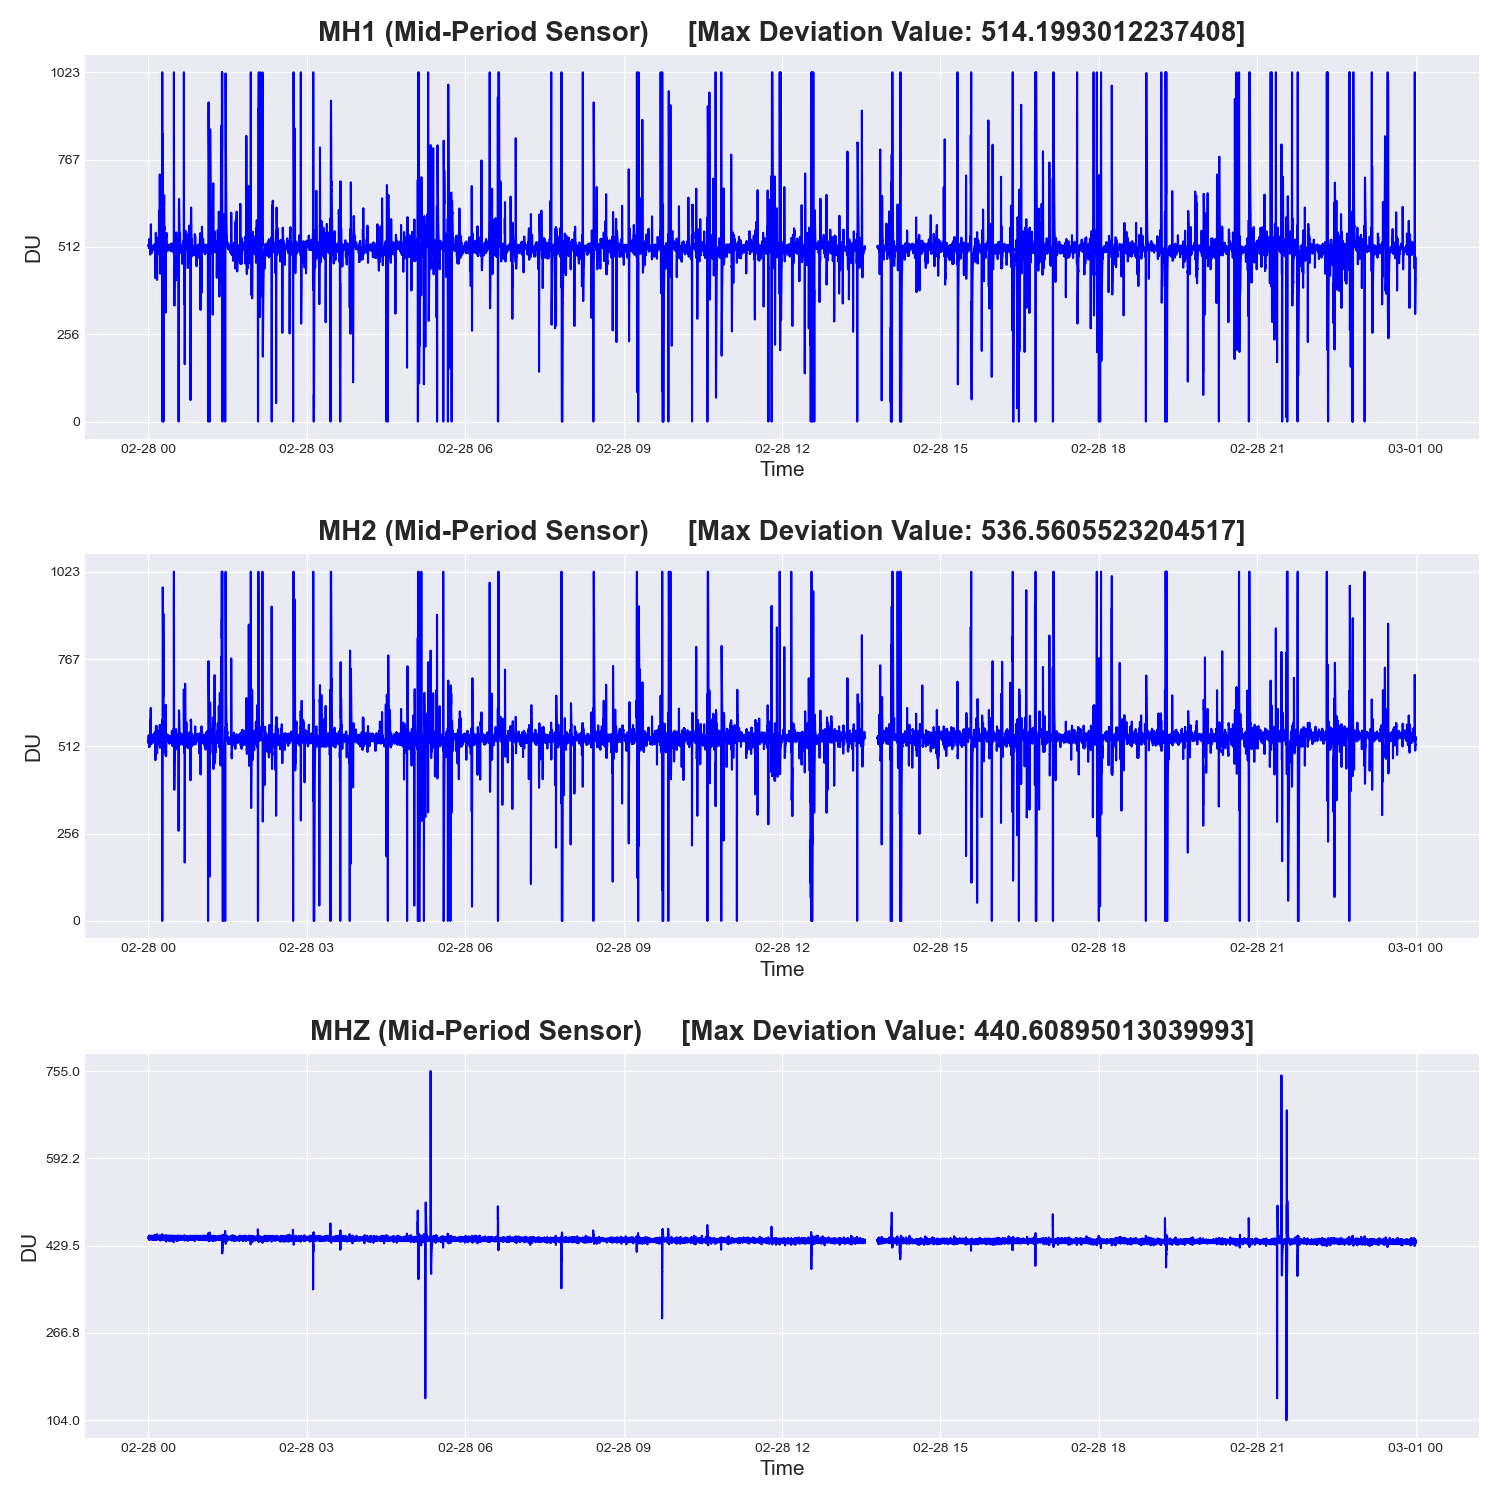 MH1 (Mid-Period Sensor) [Max Deviation Value: 514.1993012237408]
1023
767
512
256
0
DU
02-28 00 02-28 03 02-28 06 02-28 09 02-28 12 02-28 15 02-28 18 02-28 21 03-01 00
Time
MH2 (Mid-Period Sensor) [Max Deviation Value: 536.5605523204517]
1023
767
512
256
0
DU
02-28 00 02-28 03 02-28 06 02-28 09 02-28 12 02-28 15 02-28 18 02-28 21 03-01 00
Time
MHZ (Mid-Period Sensor) [Max Deviation Value: 440.60895013039993]
755.0
592.2
429.5
266.8
104.0
DU
02-28 00 02-28 03 02-28 06 02-28 09 02-28 12 02-28 15 02-28 18 02-28 21 03-01 00
Time